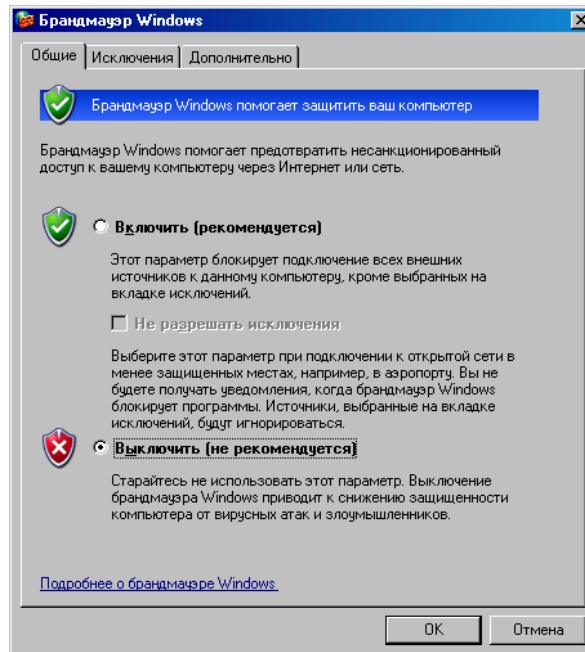 Брандмауэр Windows
Общие Исключения Дополнительно
Брандмауэр Windows помогает защитить ваш компьютер
Брандмауэр Windows помогает предотвратить несанкционированный
доступ к вашему компьютеру через Интернет или сеть.
Включить (рекомендуется)
Этот параметр блокирует подключение всех внешних
источников к данному компьютеру, кроме выбранных на
вкладке исключений.
Не разрешать исключения
Выберите этот параметр при подключении к открытой сети в
менее защищенных местах, например, в аэропорту. Вы не
будете получать уведомления, когда брандмауэр Windows
блокирует программы. Источники, выбранные на вкладке
исключений, будут игнорироваться.
Выключить (не рекомендуется)
Старайтесь не использовать этот параметр. Выключение
брандмауэра Windows приводит к снижению защищенности
компьютера от вирусных атак и злоумышленников.
Подробнее о брандмауэре Windows.
OK Отмена